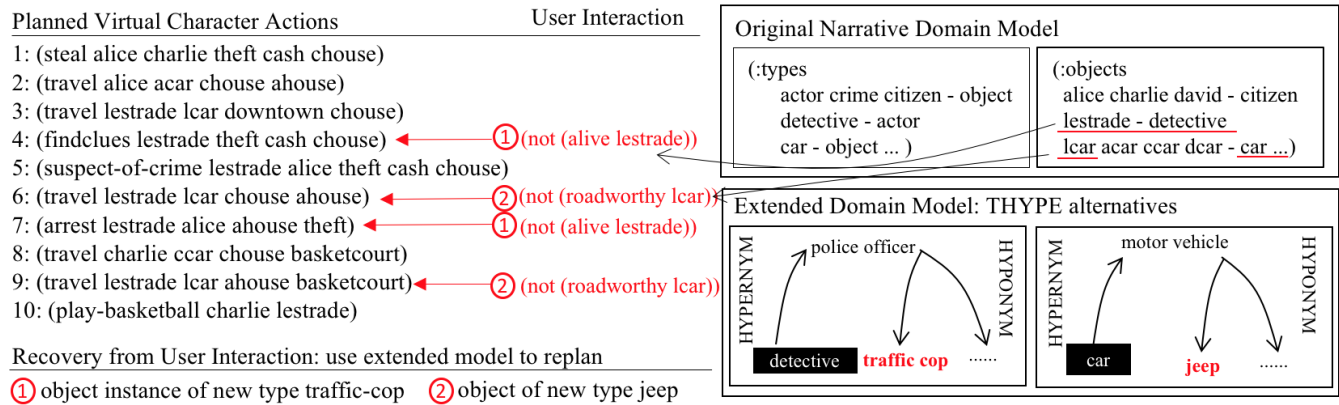 Planned Virtual Character Actions
User Interaction
1: (steal alice charlie theft cash chouse)
2: (travel alice acar chouse ahouse)
3: (travel lestrade lcar downtown chouse)
4: (findclues lestrade theft cash chouse)
1 (not (alive lestrade))
5: (suspect-of-crime lestrade alice theft cash chouse)
6: (travel lestrade lcar chouse ahouse)
2 (not (roadworthy lcar))
7: (arrest lestrade alice ahouse theft)
1 (not (alive lestrade))
8: (travel charlie ccar chouse basketcourt)
9: (travel lestrade lcar ahouse basketcourt)
2 (not (roadworthy lcar))
10: (play-basketball charlie lestrade)
Recovery from User Interaction: use extended model to replan
1 object instance of new type traffic-cop
2 object of new type jeep
Original Narrative Domain Model
(:types
actor crime citizen - object
detective - actor
car - object ... )
(:objects
alice charlie david - citizen
lestrade - detective
lcar acar ccar dcar - car ...)
Extended Domain Model: THYPE alternatives
HYPERNYM
police officer
HYPONYM
detective
traffic cop
......
HYPERNYM
motor vehicle
HYPONYM
car
jeep
......